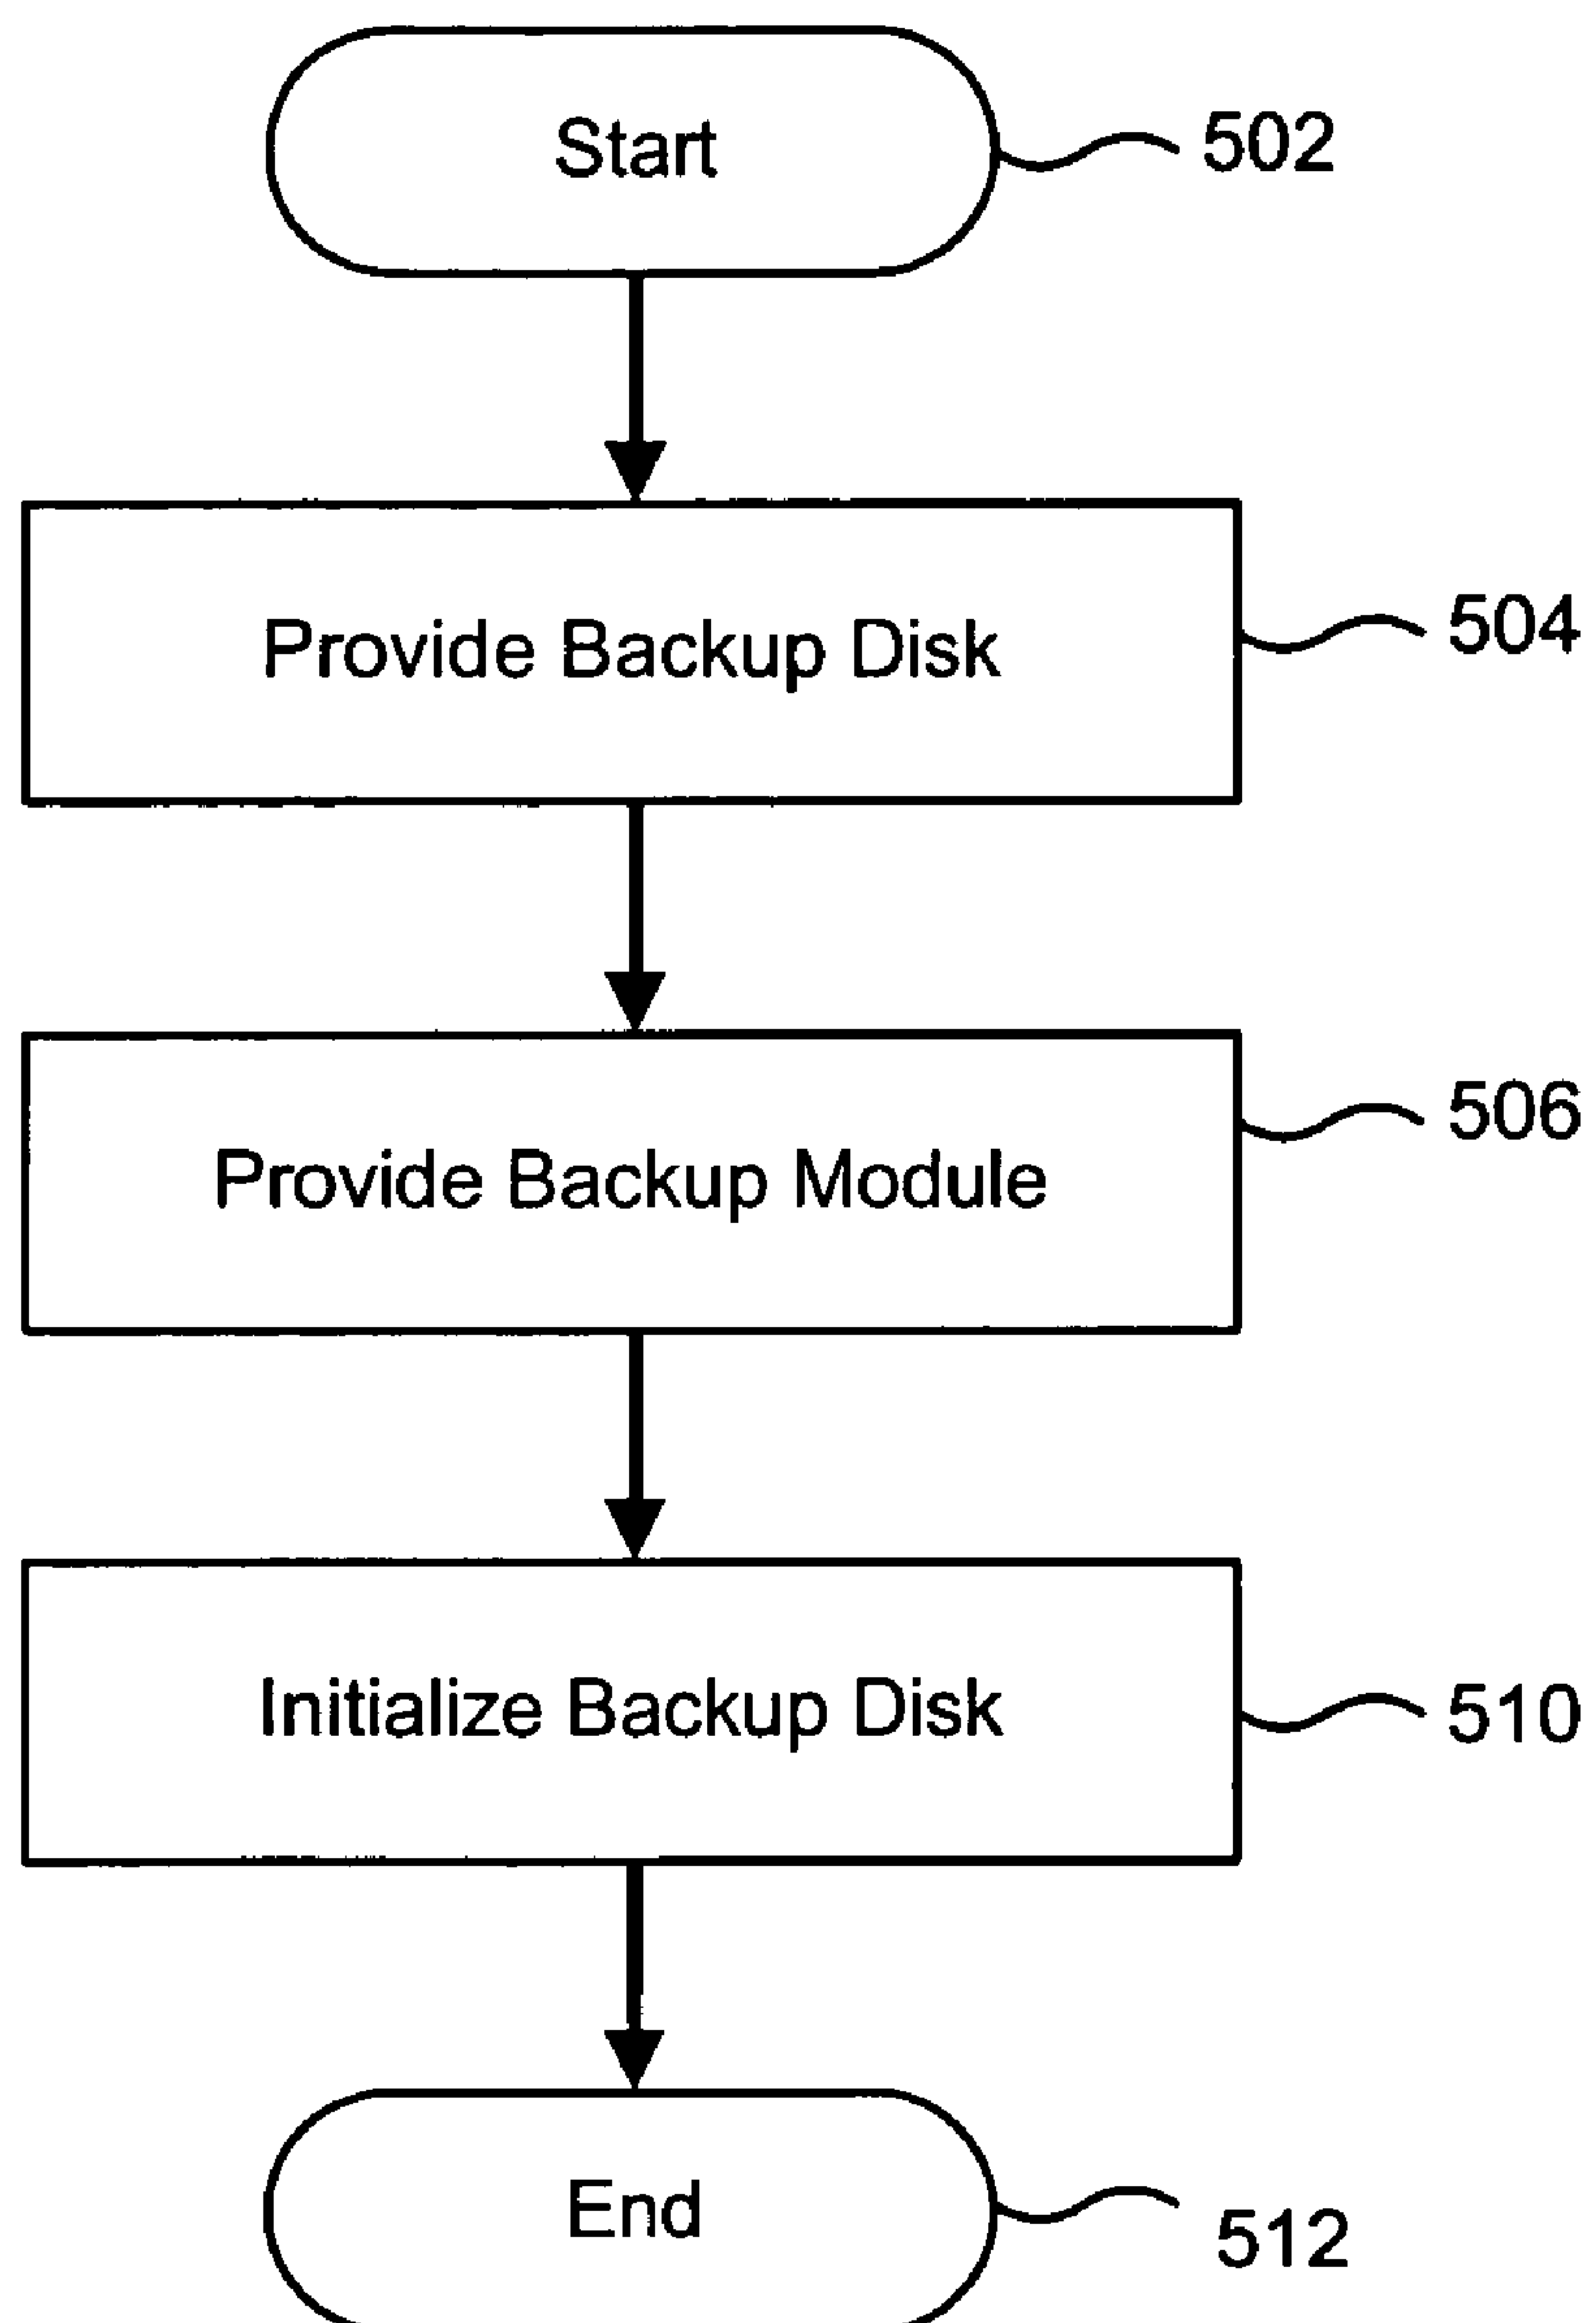 Start
502
Provide Backup Disk
504
Provide Backup Module
506
Initialize Backup Disk
510
End
512